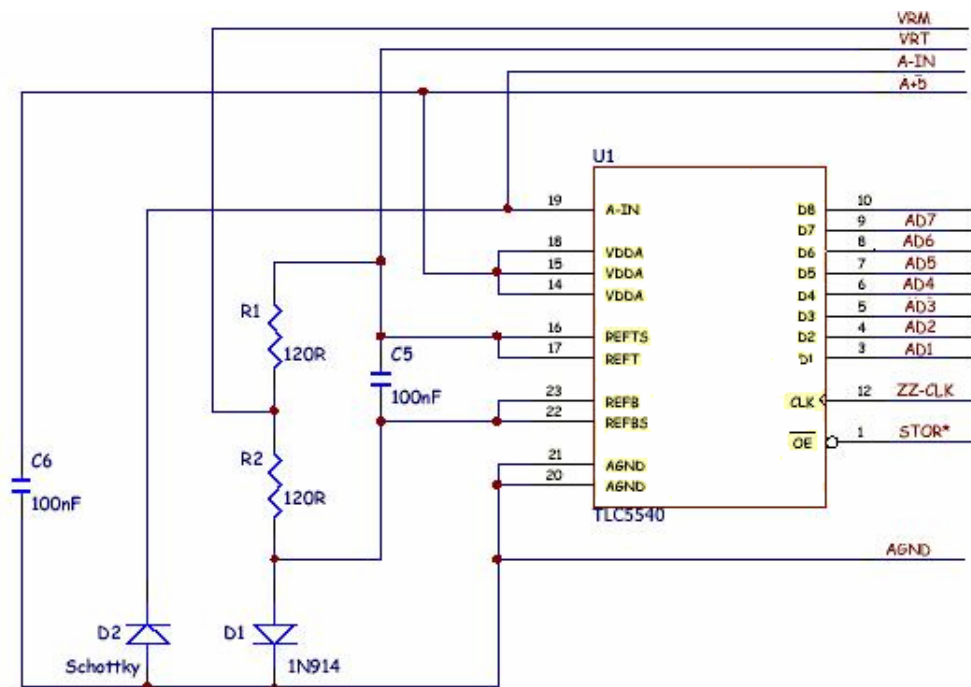 VRM
VRT
A-IN
A+5
U1
19 A-IN
18 VDDA
15 VDDA
14 VDDA
16 REFTS
17 REFT
23 REFB
22 REFBS
21 AGND
20 AGND
D8 10
D7 9 AD7
D6 8 AD6
D5 7 AD5
D4 6 AD4
D3 5 AD3
D2 4 AD2
D1 3 AD1
CLK 12 ZZ-CLK
OE 1 STOR*
TLC5540
AGND
R1
120R
C5
100nF
R2
120R
C6
100nF
D2
Schottky
D1
1N914